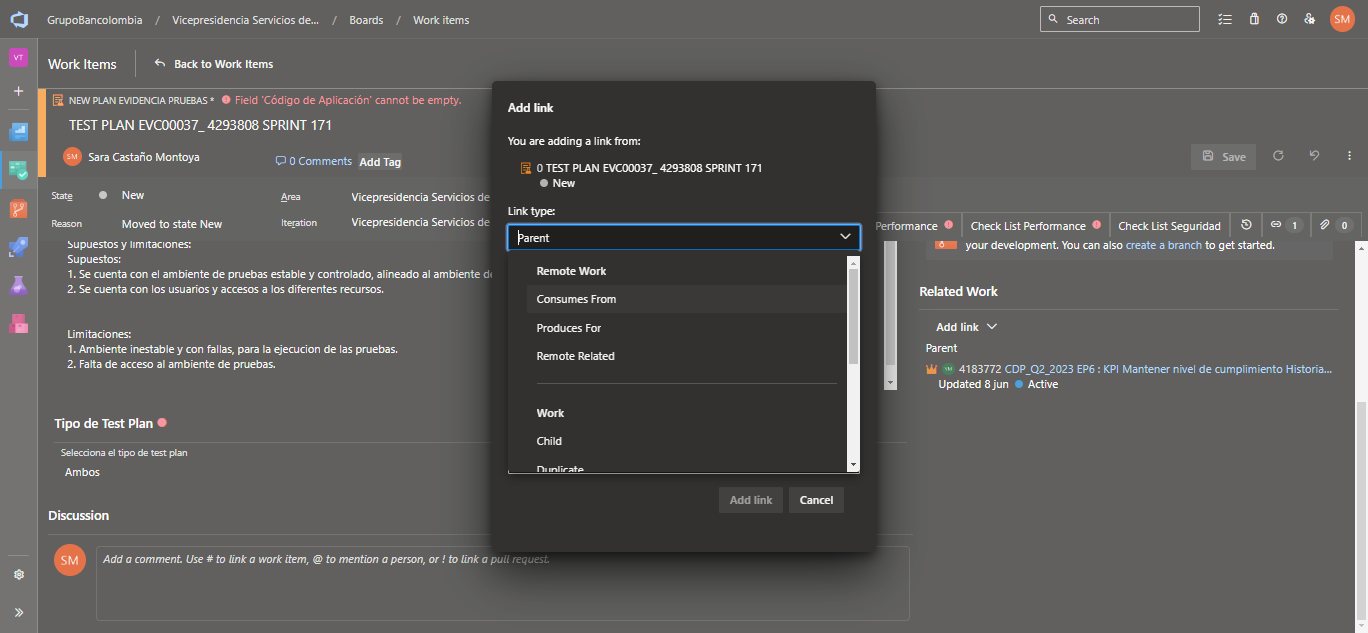 GrupoBancolombia / Vicepresidencia Servicios de... / Boards / Work items
Search
SM
VT
Work Items
Back to Work Items
NEW PLAN EVIDENCIA PRUEBAS * Field 'Código de Aplicación' cannot be empty.
TEST PLAN EVC00037_ 4293808 SPRINT 171
SM Sara Castaño Montoya
0 Comments
Add Tag
Save
State
New
Area
Vicepresidencia Servicios de
Reason
Moved to state New
Iteration
Vicepresidencia Servicios de
Performance
Check List Performance
Check List Seguridad
1
0
Supuestos y limitaciones:
Supuestos:
1. Se cuenta con el ambiente de pruebas estable y controlado, alineado al ambiente de
2. Se cuenta con los usuarios y accesos a los diferentes recursos.
Limitaciones:
1. Ambiente inestable y con fallas, para la ejecucion de las pruebas.
2. Falta de acceso al ambiente de pruebas.
Tipo de Test Plan
Selecciona el tipo de test plan
Ambos
Discussion
SM
Add a comment. Use # to link a work item, @ to mention a person, or ! to link a pull request.
Add link
You are adding a link from:
0 TEST PLAN EVC00037_ 4293808 SPRINT 171
New
Link type:
Parent
Remote Work
Consumes From
Produces For
Remote Related
Work
Child
Duplicate
Add link
Cancel
your development. You can also create a branch to get started.
Related Work
Add link
Parent
4183772 CDP_Q2_2023 EP6 : KPI Mantener nivel de cumplimiento Historia...
Updated 8 jun Active